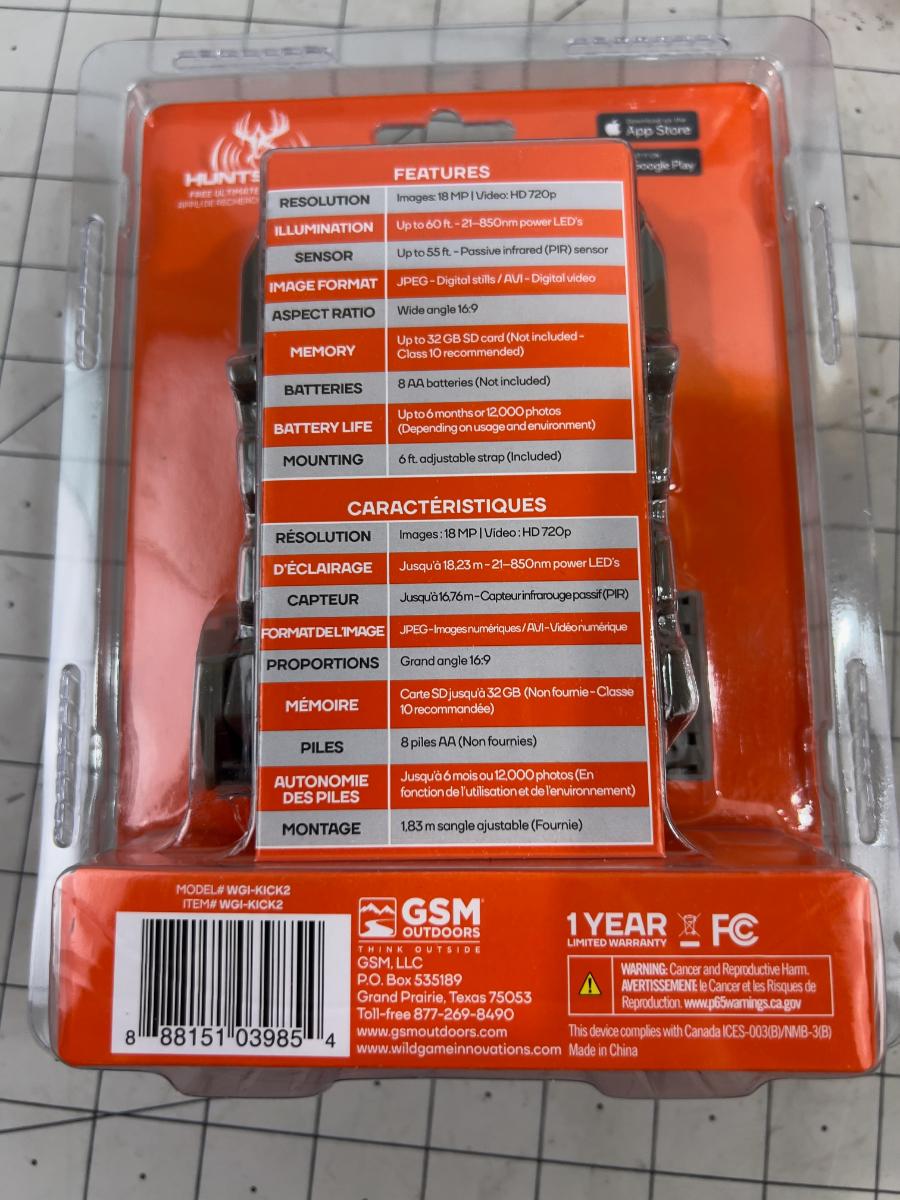 Download on the
App Store
Google Play
HUNTS
FREE ULTIMATE
FEATURES
RESOLUTION Images: 18 MP | Video: HD 720p
ILLUMINATION Up to 60 ft. - 21–850nm power LED's
SENSOR Up to 55 ft. - Passive infrared (PIR) sensor
IMAGE FORMAT JPEG - Digital stills / AVI - Digital video
ASPECT RATIO Wide angle 16:9
MEMORY Up to 32 GB SD card (Not included -
Class 10 recommended)
BATTERIES 8 AA batteries (Not included)
BATTERY LIFE Up to 6 months or 12,000 photos
(Depending on usage and environment)
MOUNTING 6 ft. adjustable strap (Included)
CARACTÉRISTIQUES
RÉSOLUTION Images : 18 MP | Video : HD 720p
D'ÉCLAIRAGE Jusqu'à 18,23 m - 21–850nm power LED's
CAPTEUR Jusqu'à 16,76 m - Capteur infrarouge passif (PIR)
FORMAT DE L'IMAGE JPEG - Images numériques / AVI - Vidéo numérique
PROPORTIONS Grand angle 16:9
MÉMOIRE Carte SD jusqu'à 32 GB (Non fournie - Classe
10 recommandée)
PILES 8 piles AA (Non fournies)
AUTONOMIE
DES PILES
Jusqu'à 6 mois ou 12,000 photos (En
fonction de l'utilisation et de l'environnement)
MONTAGE 1,83 m sangle ajustable (Fournie)
MODEL# WGI-KICK2
ITEM# WGI-KICK2
8 88151 03985 4
GSM
OUTDOORS
THINK OUTSIDE
GSM, LLC
P.O. Box 535189
Grand Prairie, Texas 75053
Toll-free 877-269-8490
www.gsmoutdoors.com
www.wildgameinnovations.com
1 YEAR
LIMITED WARRANTY
FC
WARNING: Cancer and Reproductive Harm.
AVERTISSEMENT: le Cancer et les Risques de
Reproduction. www.p65warnings.ca.gov
This device complies with Canada ICES-003(B)/NMB-3(B)
Made in China